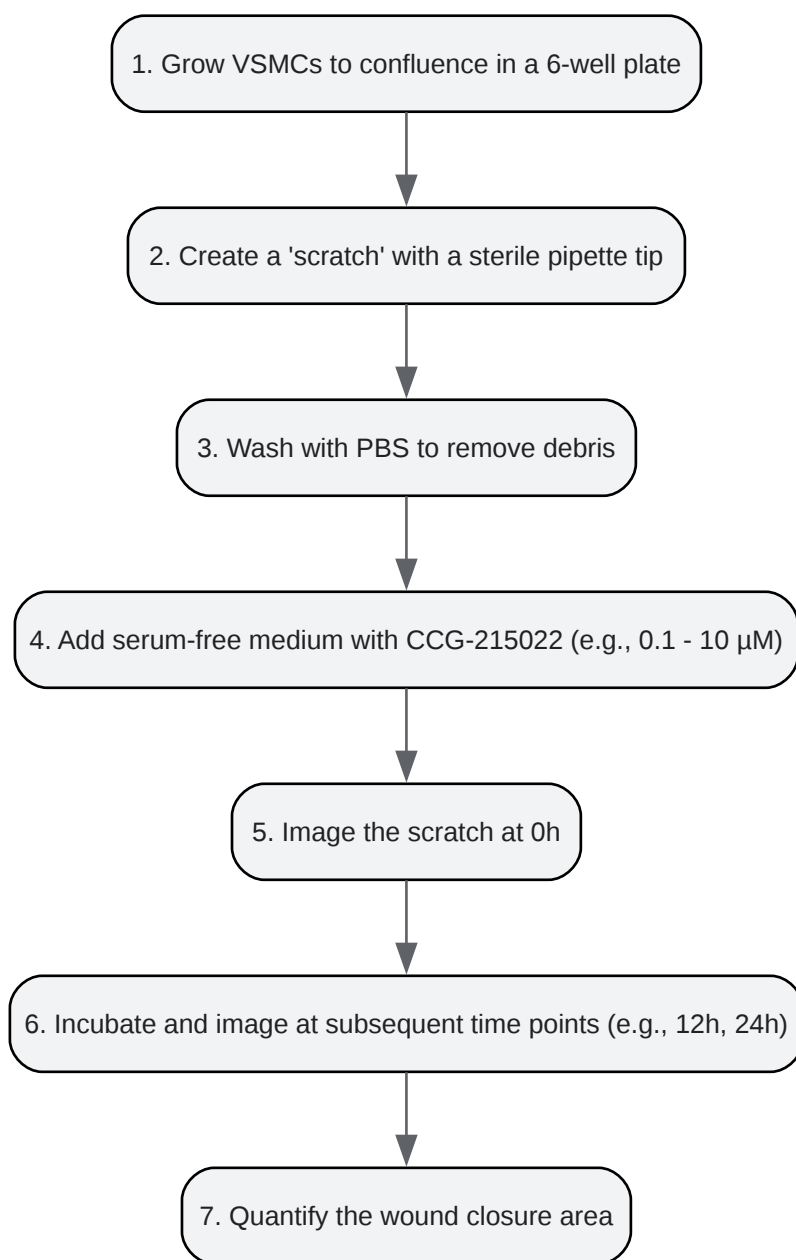 1. Grow VSMCs to confluence in a 6-well plate
2. Create a 'scratch' with a sterile pipette tip
3. Wash with PBS to remove debris
4. Add serum-free medium with CCG-215022 (e.g., 0.1 - 10 µM)
5. Image the scratch at 0h
6. Incubate and image at subsequent time points (e.g., 12h, 24h)
7. Quantify the wound closure area